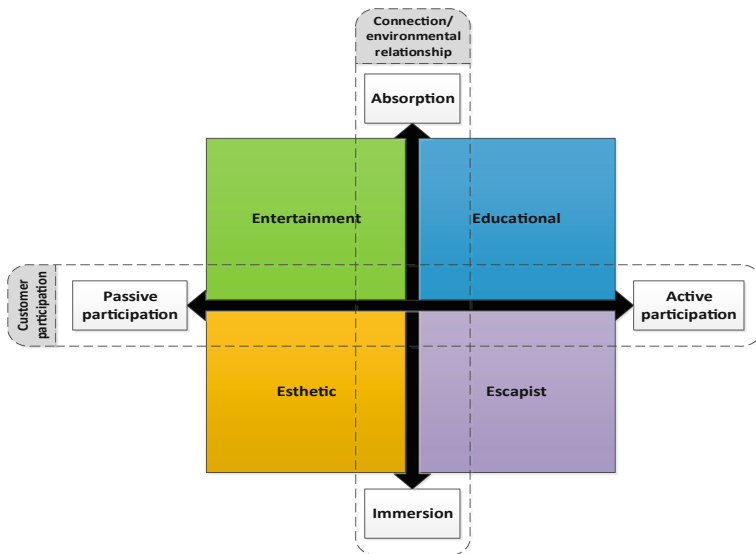 Connection/
environmental
relationship
Absorption
Entertainment
Educational
Customer
participation
Passive
participation
Active
participation
Esthetic
Escapist
Immersion